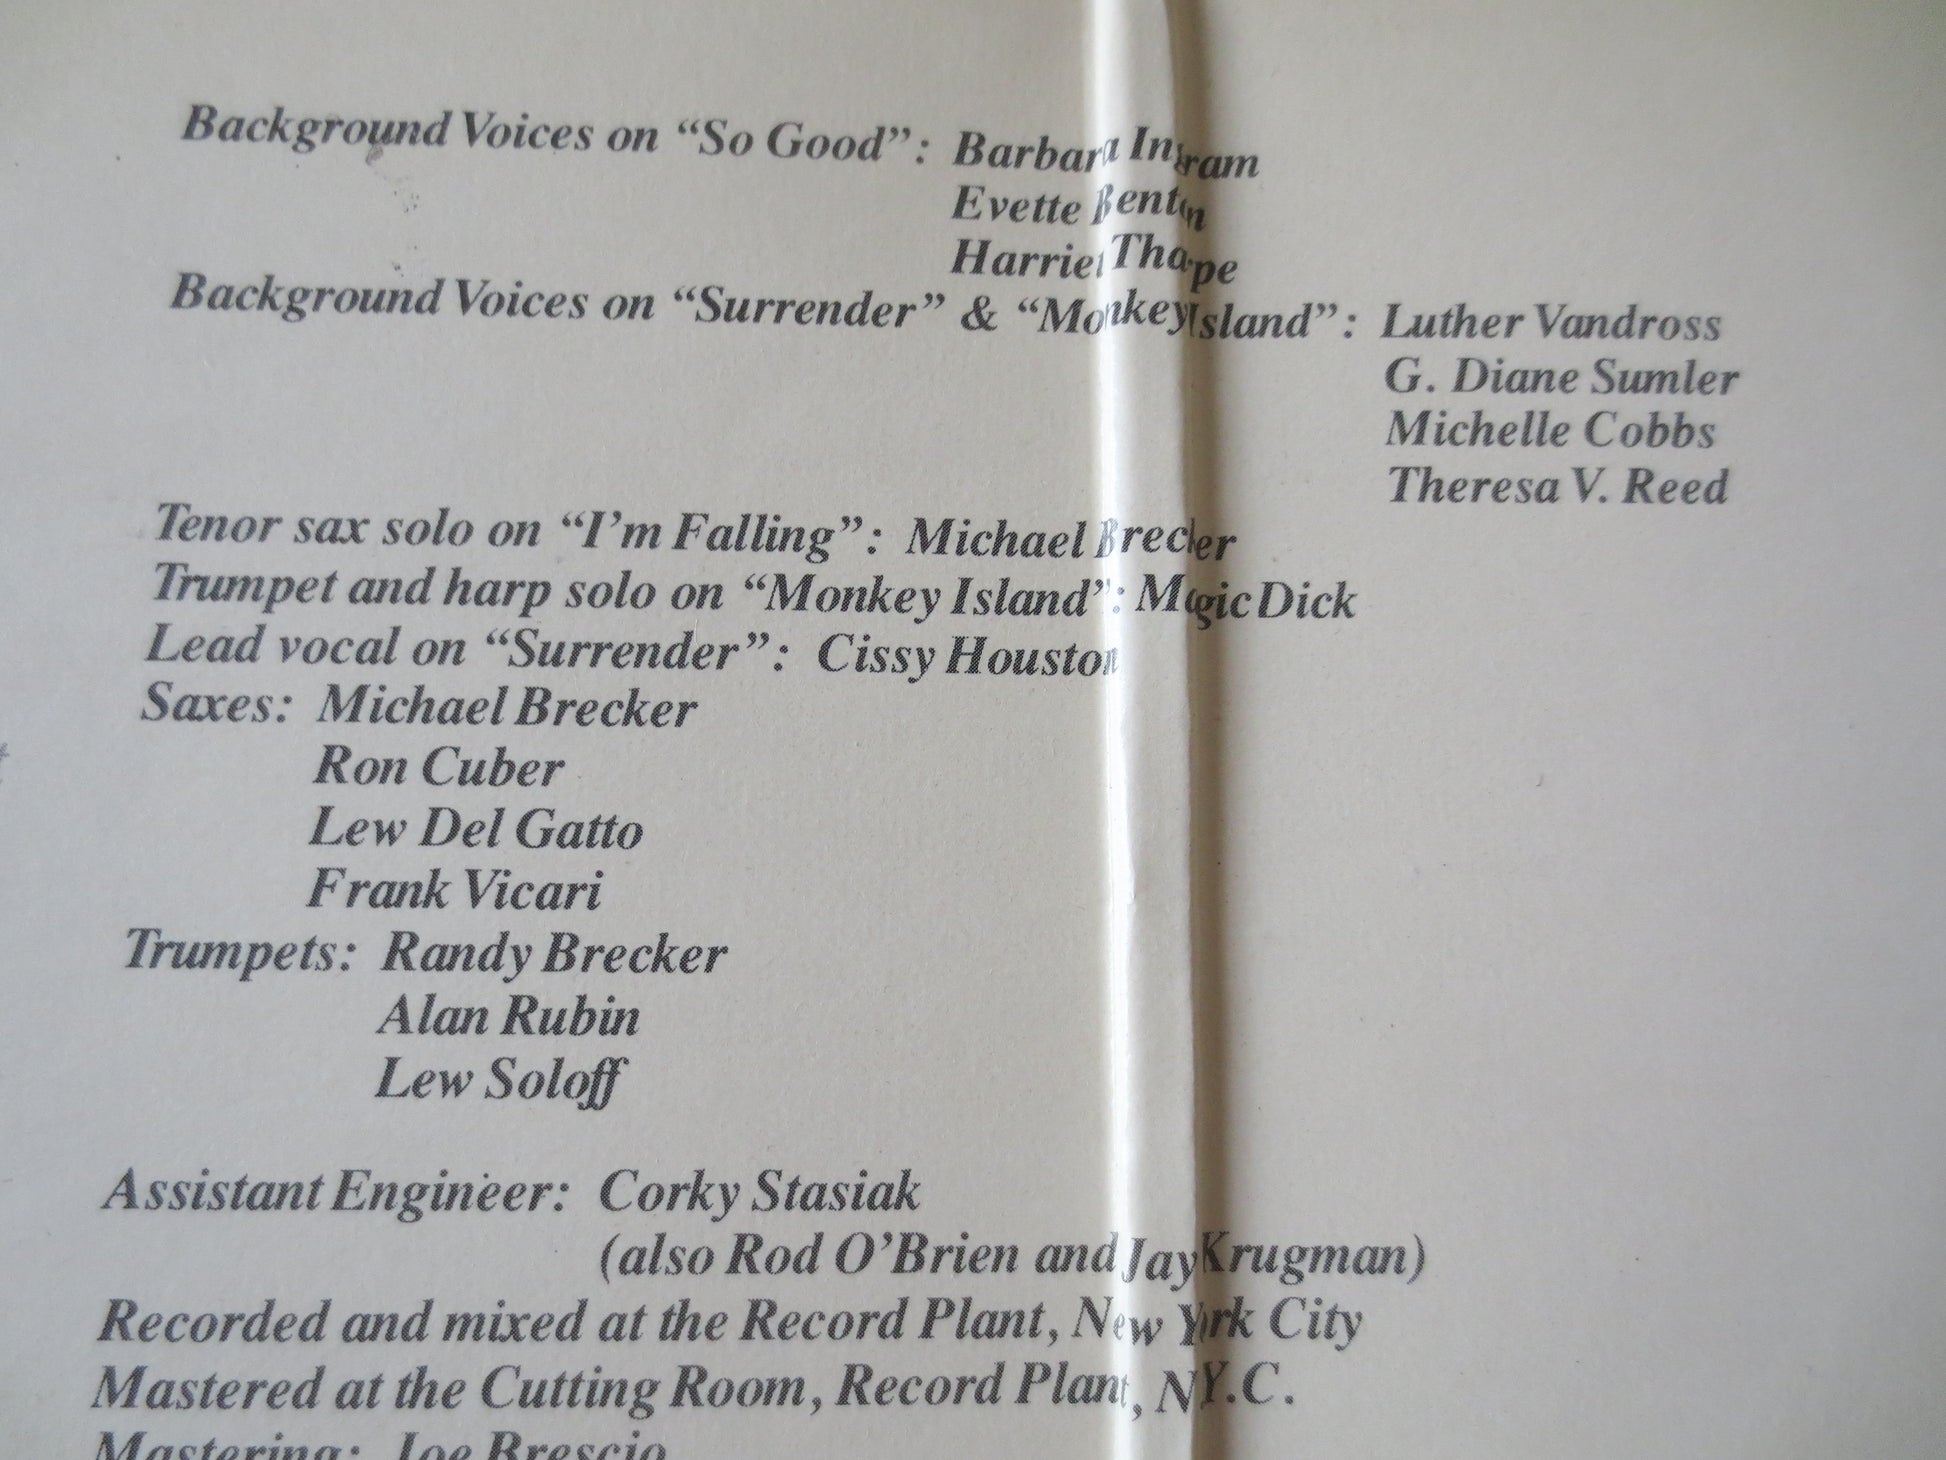 Background Voices on “So Good”: Barbara Ingram
Evette Benton
Harriet Tharpe
Background Voices on “Surrender” & “Monkey Island”: Luther Vandross
G. Diane Sumler
Michelle Cobbs
Theresa V. Reed
Tenor sax solo on “I’m Falling”: Michael Brecker
Trumpet and harp solo on “Monkey Island”: Magic Dick
Lead vocal on “Surrender”: Cissy Houston
Saxes: Michael Brecker
Ron Cuber
Lew Del Gatto
Frank Vicari
Trumpets: Randy Brecker
Alan Rubin
Lew Soloff
Assistant Engineer: Corky Stasiak
(also Rod O’Brien and Jay Krugman)
Recorded and mixed at the Record Plant, New York City
Mastered at the Cutting Room, Record Plant, N.Y.C.
Mastering: Joe Brescio